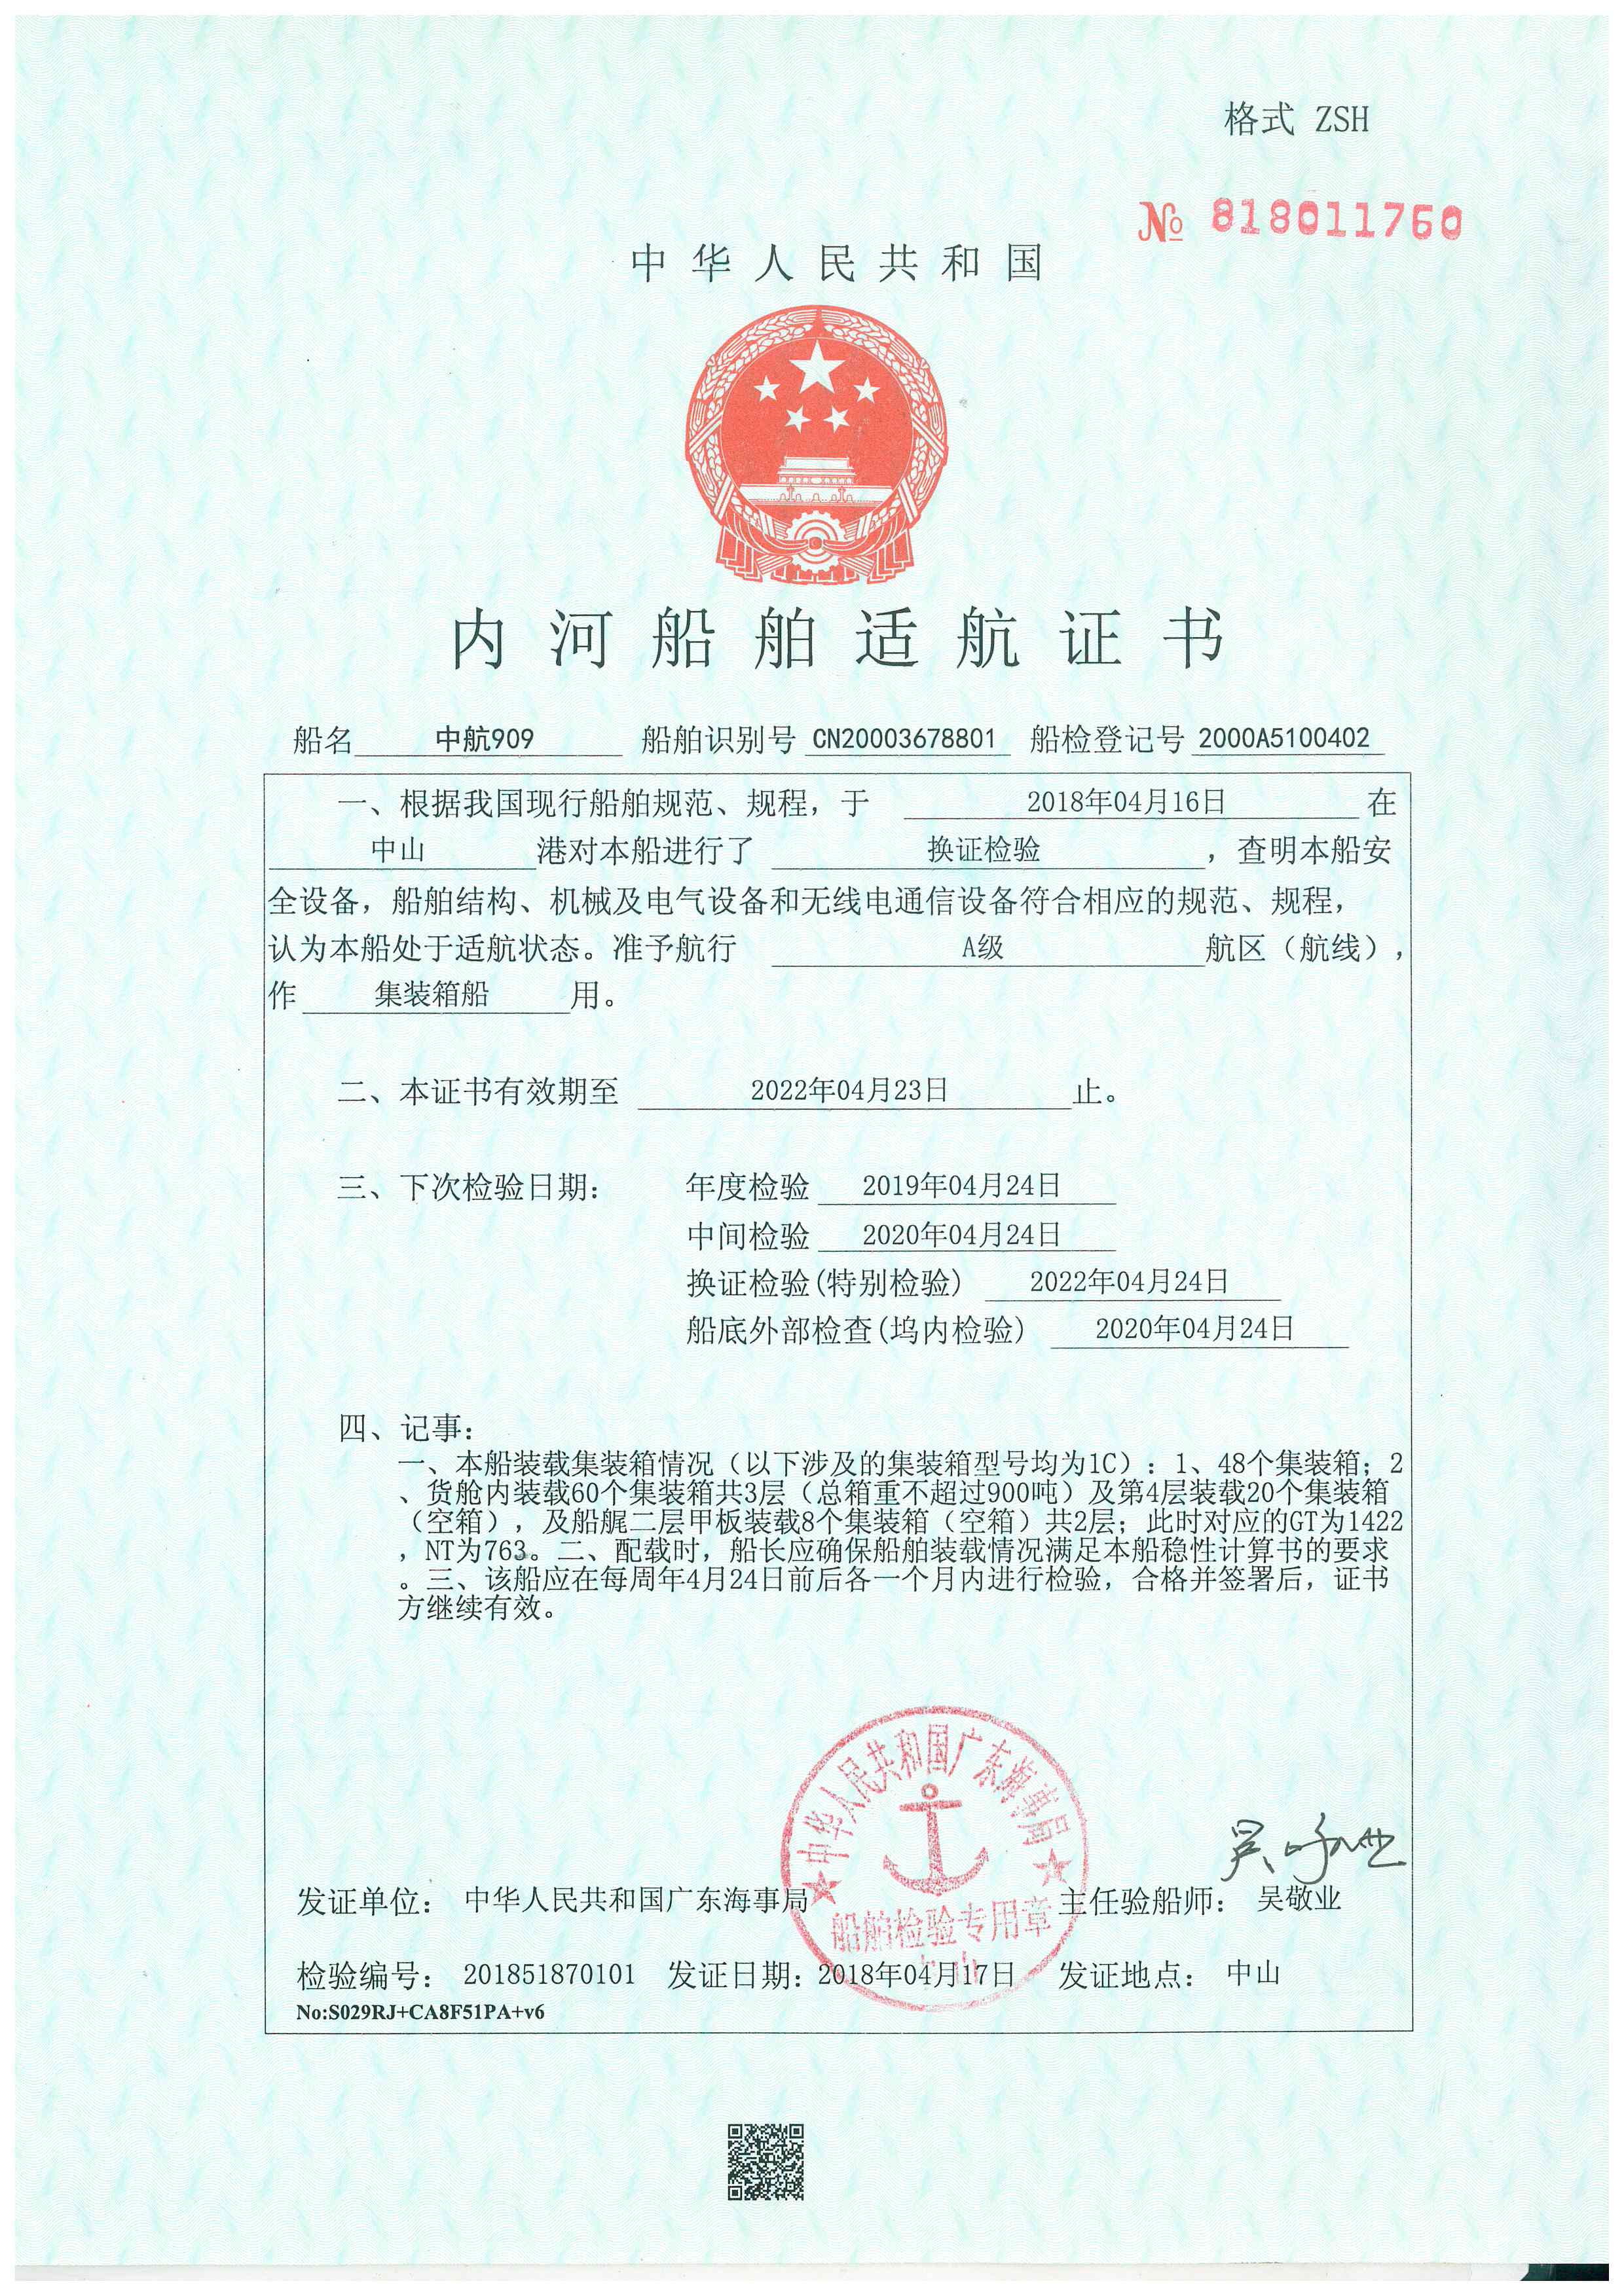 格式 ZSH
№ 818011760
中华人民共和国
内河船舶适航证书
船名 中航909 船舶识别号 CN20003678801 船检登记号 2000A5100402
一、根据我国现行船舶规范、规程，于 2018年04月16日 在
中山 港对本船进行了 换证检验 ，查明本船安
全设备，船舶结构、机械及电气设备和无线电通信设备符合相应的规范、规程，
认为本船处于适航状态。准予航行 A级 航区（航线），
作 集装箱船 用。
二、本证书有效期至 2022年04月23日 止。
三、下次检验日期： 年度检验 2019年04月24日
中间检验 2020年04月24日
换证检验(特别检验) 2022年04月24日
船底外部检查(坞内检验) 2020年04月24日
四、记事：
一、本船装载集装箱情况（以下涉及的集装箱型号均为1C）：1、48个集装箱；2
、货舱内装载60个集装箱共3层（总箱重不超过900吨）及第4层装载20个集装箱
（空箱），及船艉二层甲板装载8个集装箱（空箱）共2层；此时对应的GT为1422
，NT为763。二、配载时，船长应确保船舶装载情况满足本船稳性计算书的要求
。三、该船应在每周年4月24日前后各一个月内进行检验，合格并签署后，证书
方继续有效。
中华人民共和国广东海事局
船舶检验专用章
发证单位： 中华人民共和国广东海事局 主任验船师： 吴敬业
检验编号： 201851870101 发证日期：2018年04月17日 发证地点： 中山
No:S029RJ+CA8F51PA+v6